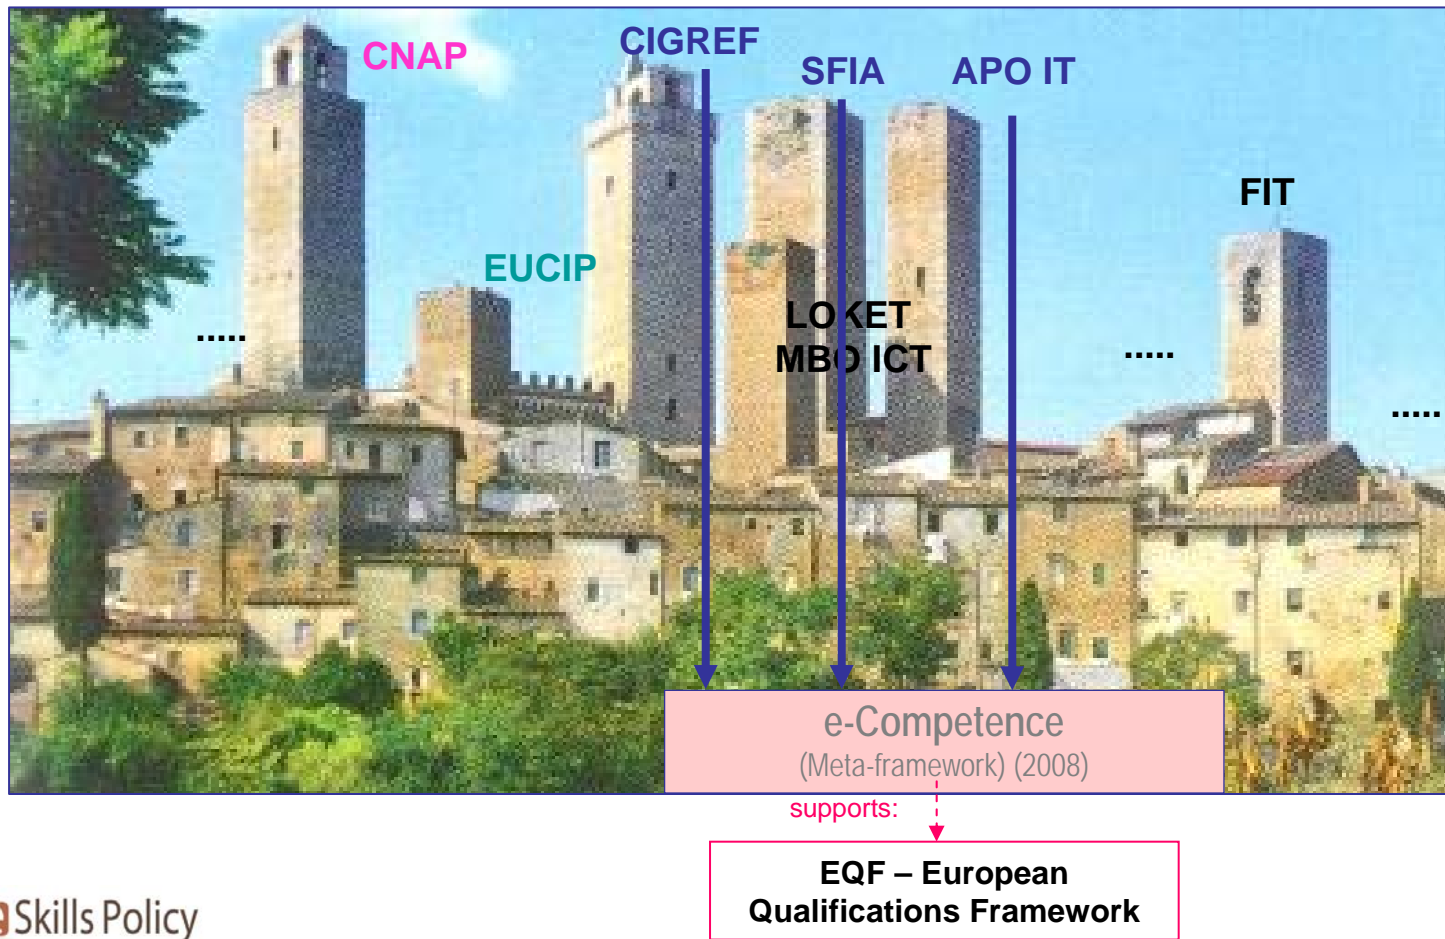 CNAP
CIGREF
SFIA
APO IT
FIT
EUCIP
LOKET
MBO ICT
.....
.....
.....
e-Competence
(Meta-framework) (2008)
supports:
EQF – European
Qualifications Framework
e Skills Policy